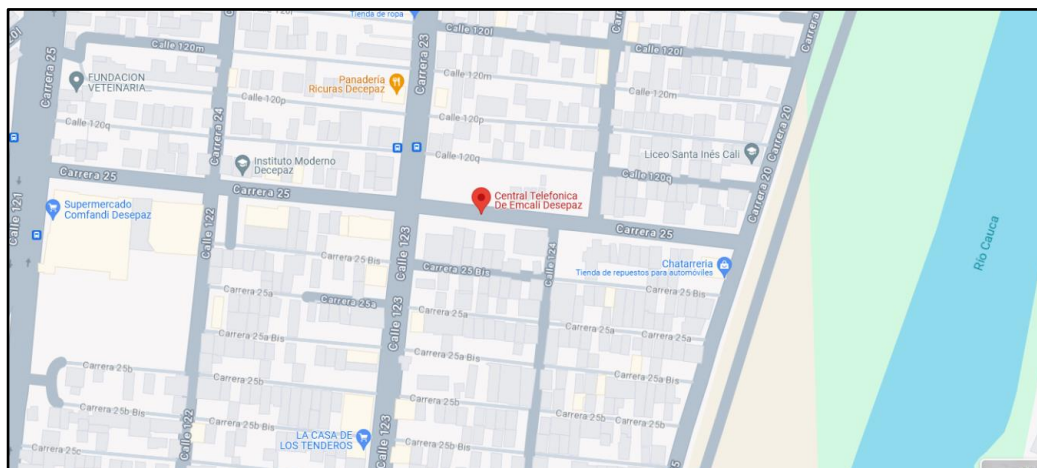 Tienda de ropa
Calle 120l
Carrera 25
Calle 120m
Carrera 23
Calle 120l
Carrera
FUNDACION
VETEINARIA...
Panadería
Ricuras Decepaz
Calle 120m
Calle 120m
Calle 120p
Calle 120p
Carrera 24
Calle 120q
Calle 120q
Carrera 20
Instituto Moderno
Decepaz
Liceo Santa Inés Cali
Calle 120q
Carrera 25
Carrera 25
Central Telefonica
De Emcali Desepaz
Carrera 20
Supermercado
Comfandi Desepaz
Calle 121
Calle 122
Calle 123
Calle 124
Carrera 25
Río Cauca
Carrera 25 Bis
Carrera 25 Bis
Chatarreria
Tienda de repuestos para automóviles
Carrera 25 Bis
Carrera 25a
Carrera 25a
Carrera 25a
Calle 123
Carrera 25a
Carrera 25a Bis
Carrera 25a Bis
Carrera 25a Bis
Carrera 25b
Carrera 25b
Carrera 25b
Carrera 25b Bis
Carrera 25b Bis
Carrera 25b Bis
Calle 122
Calle 123
LA CASA DE
LOS TENDEROS
Carrera 25c